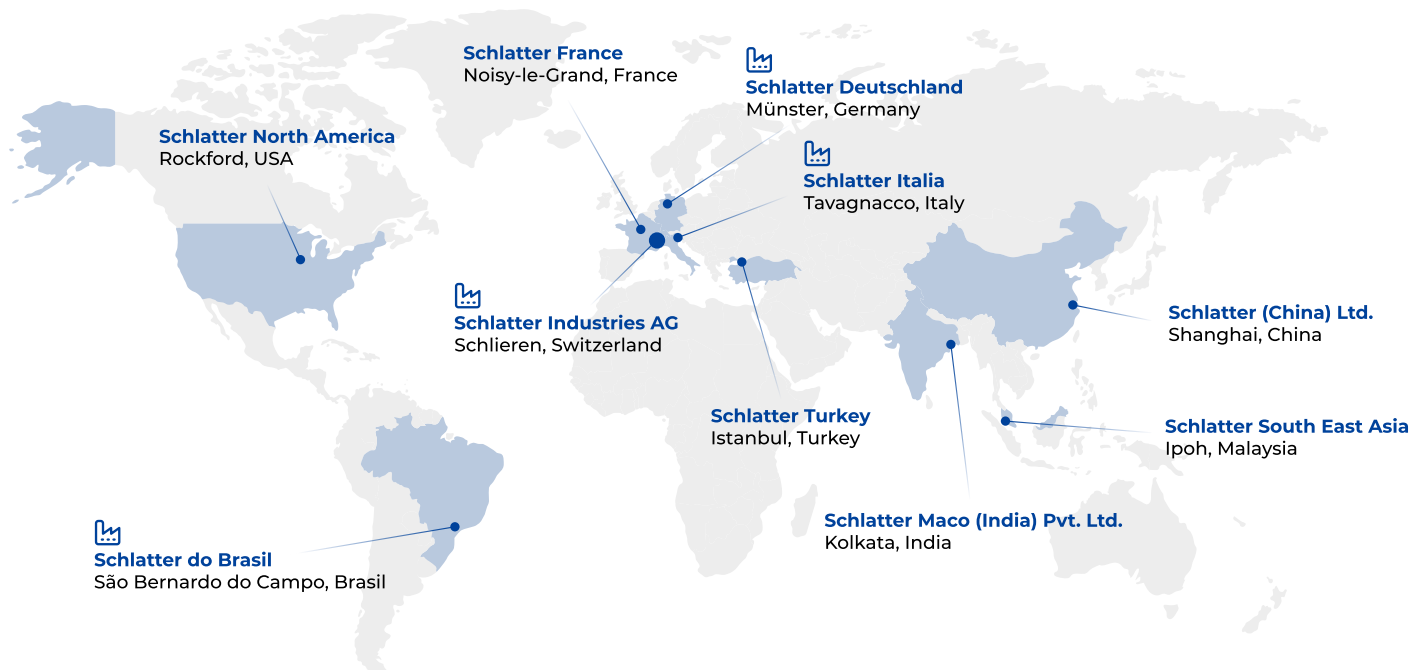 Schlatter France
Noisy-le-Grand, France
Schlatter Deutschland
Münster, Germany
Schlatter North America
Rockford, USA
Schlatter Italia
Tavagnacco, Italy
Schlatter Industries AG
Schlieren, Switzerland
Schlatter (China) Ltd.
Shanghai, China
Schlatter Turkey
Istanbul, Turkey
Schlatter South East Asia
Ipoh, Malaysia
Schlatter Maco (India) Pvt. Ltd.
Kolkata, India
Schlatter do Brasil
São Bernardo do Campo, Brasil